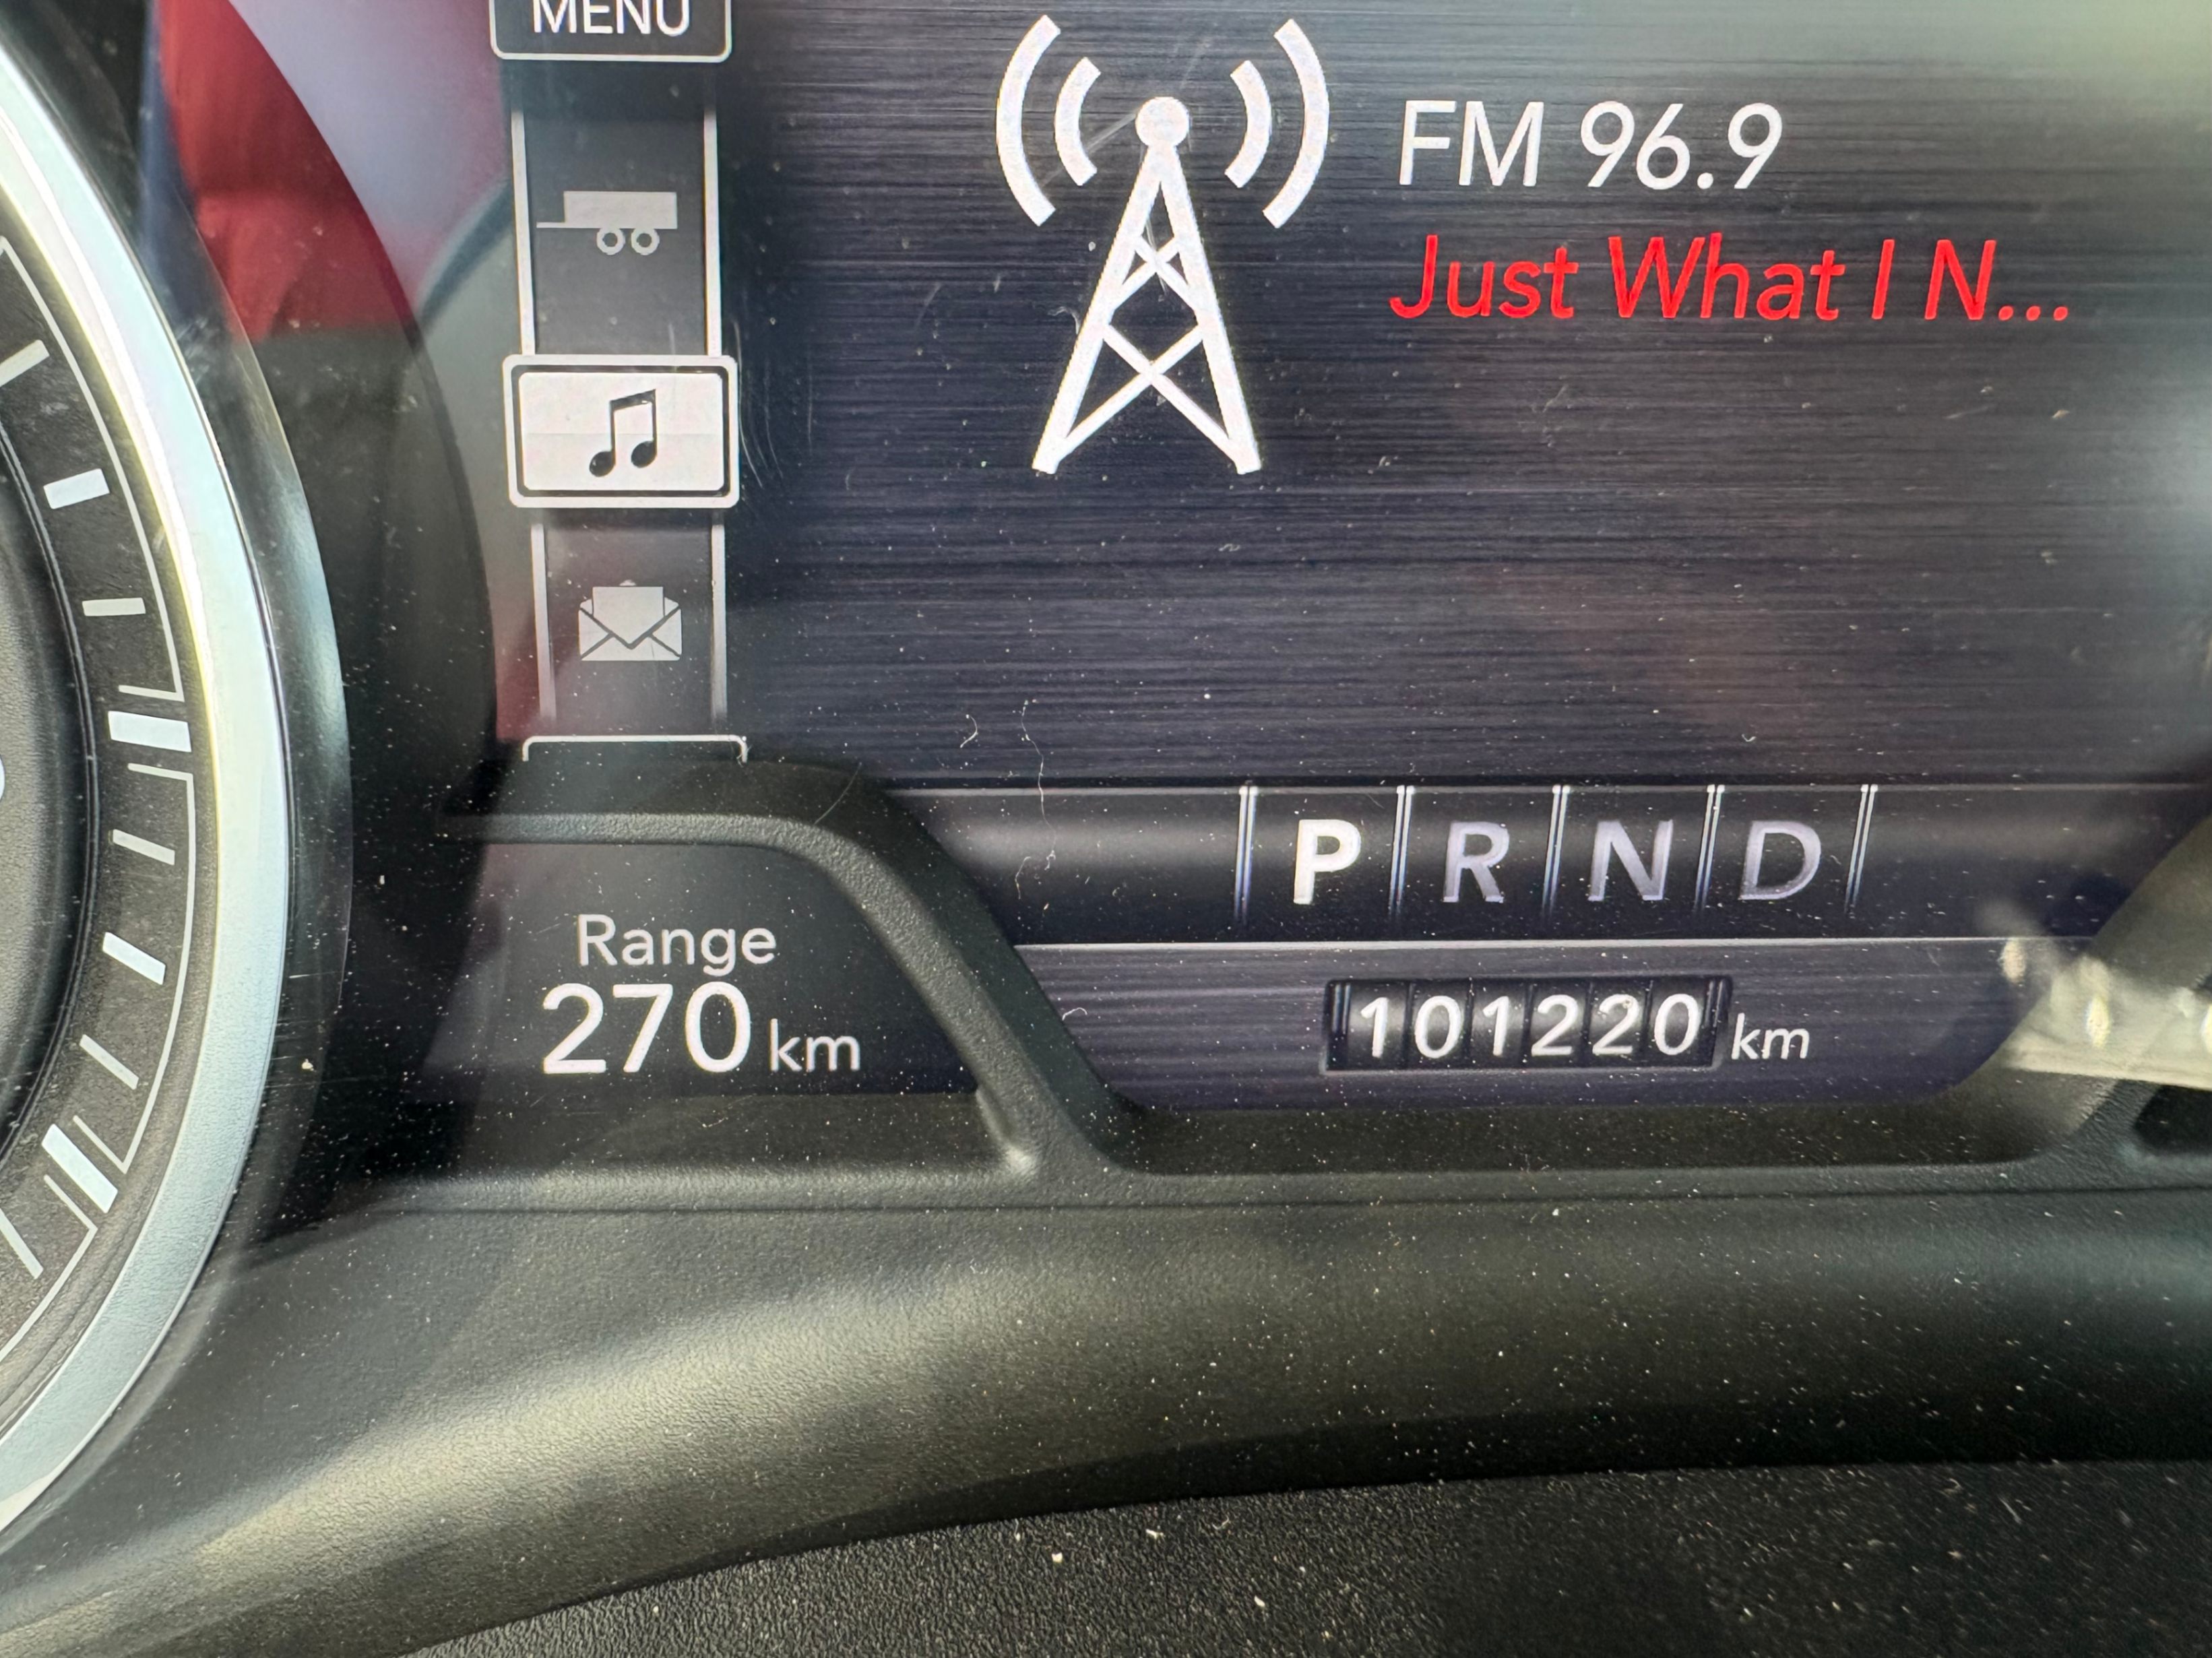 MENU
FM 96.9
Just What I N...
P R N D
Range
270 km
101220 km